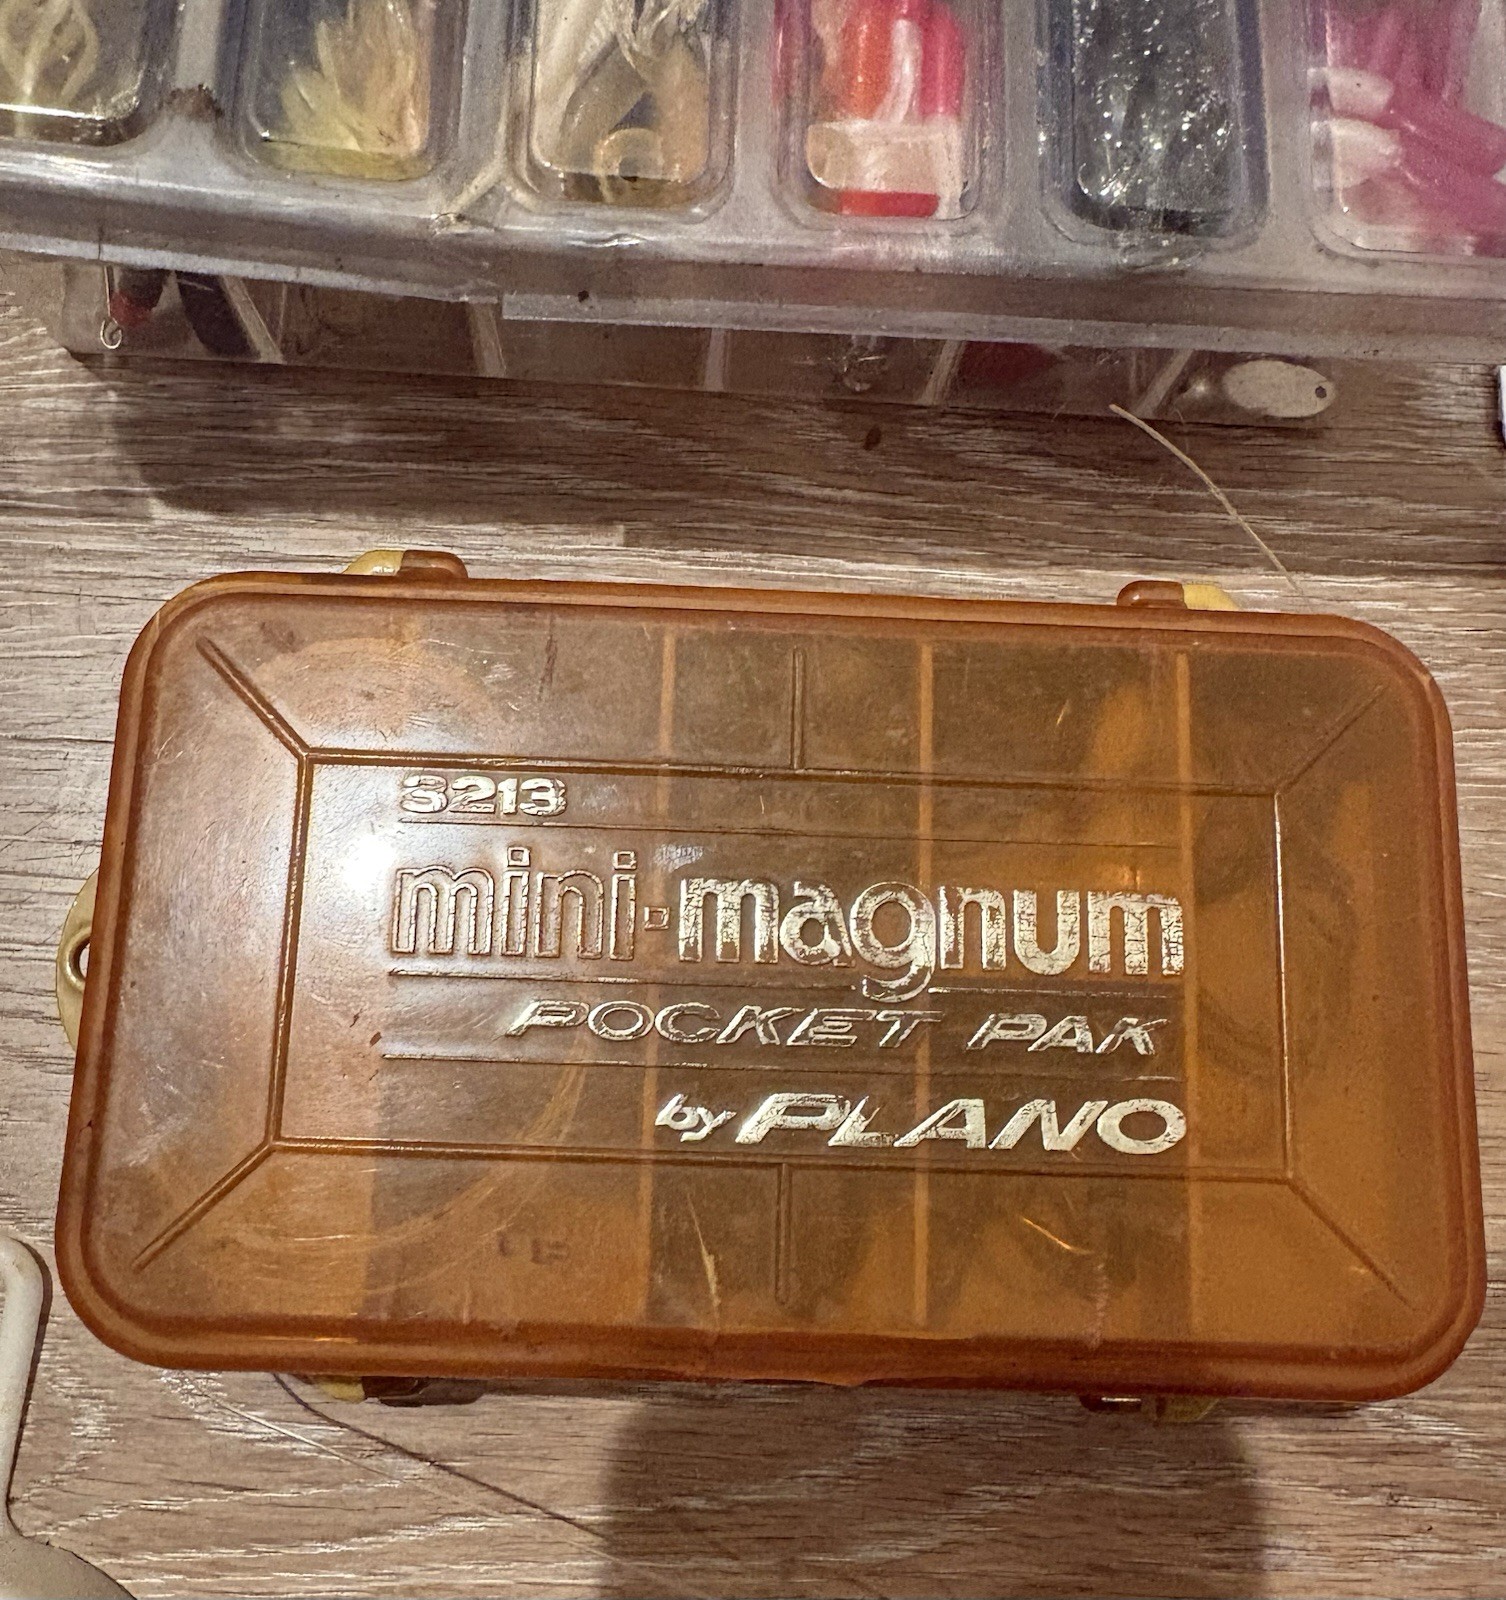 3213
mini-magnum
POCKET PAK
by PLANO